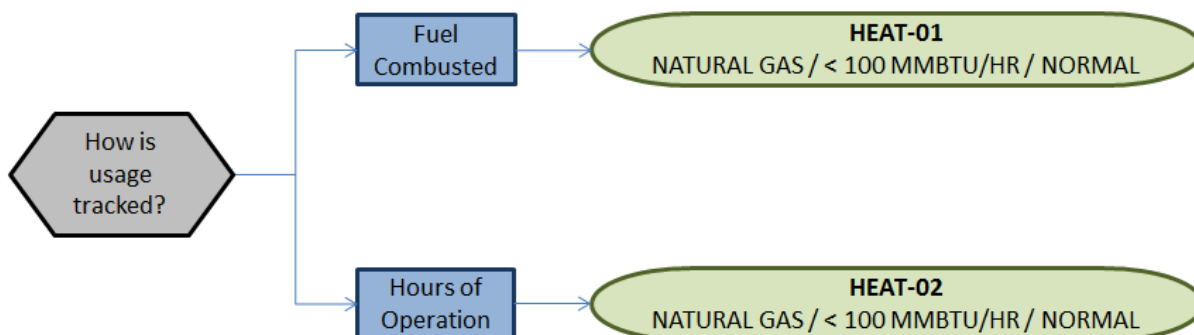 How is
usage
tracked?
Fuel
Combusted
HEAT-01
NATURAL GAS / < 100 MMBTU/HR / NORMAL
Hours of
Operation
HEAT-02
NATURAL GAS / < 100 MMBTU/HR / NORMAL